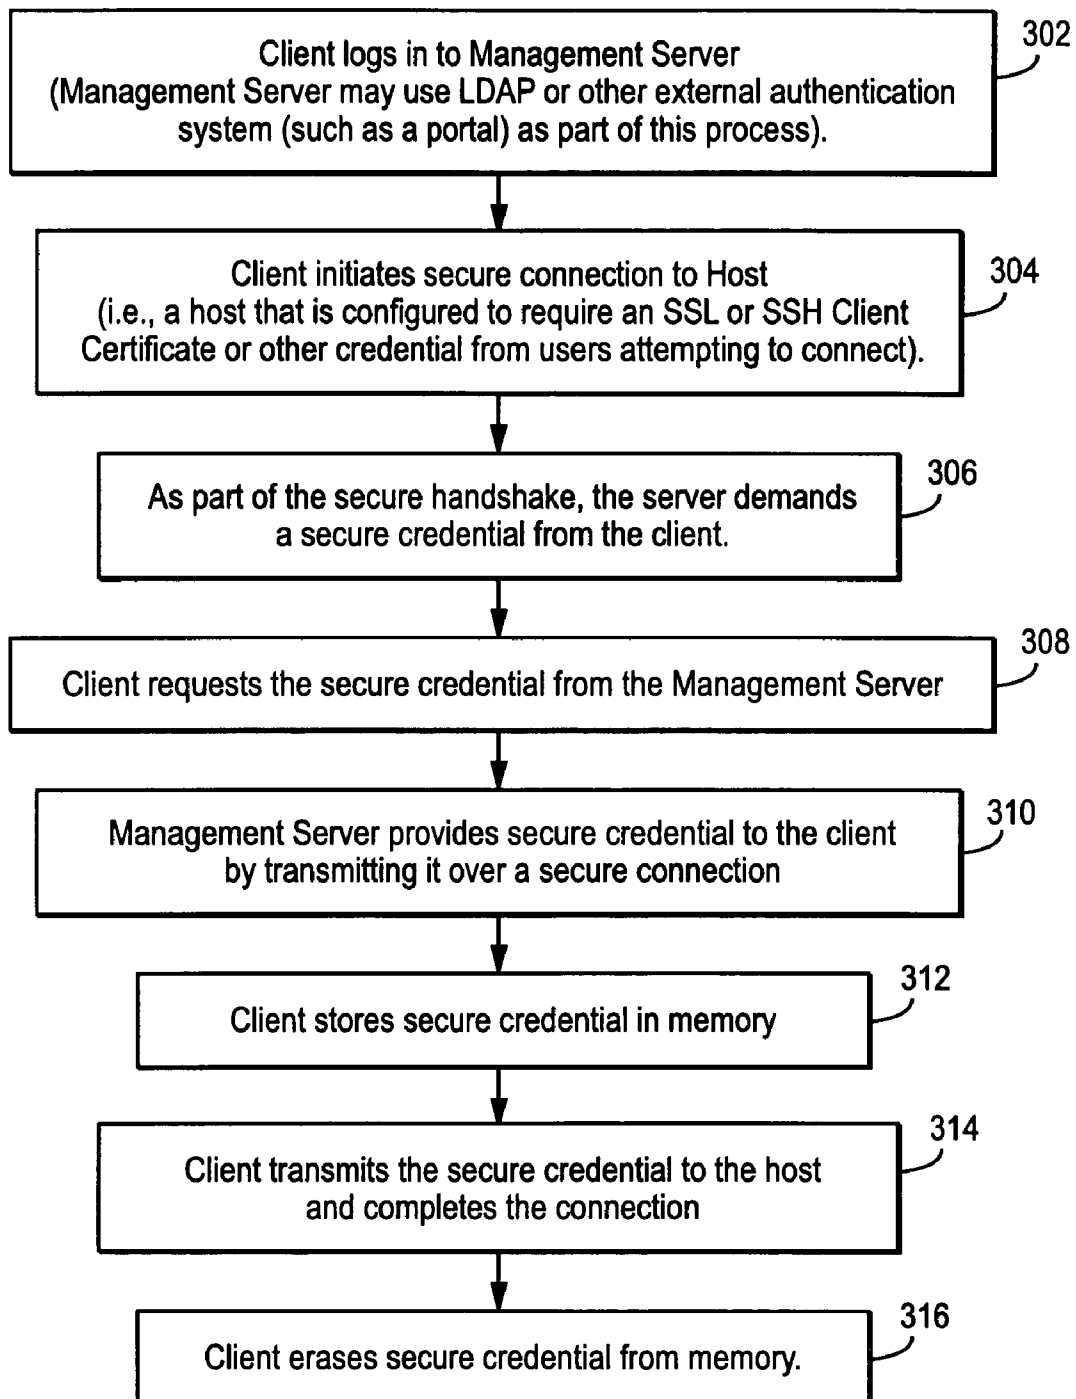 Client logs in to Management Server
(Management Server may use LDAP or other external authentication
system (such as a portal) as part of this process).
302
Client initiates secure connection to Host
(i.e., a host that is configured to require an SSL or SSH Client
Certificate or other credential from users attempting to connect).
304
As part of the secure handshake, the server demands
a secure credential from the client.
306
Client requests the secure credential from the Management Server
308
Management Server provides secure credential to the client
by transmitting it over a secure connection
310
Client stores secure credential in memory
312
Client transmits the secure credential to the host
and completes the connection
314
Client erases secure credential from memory.
316